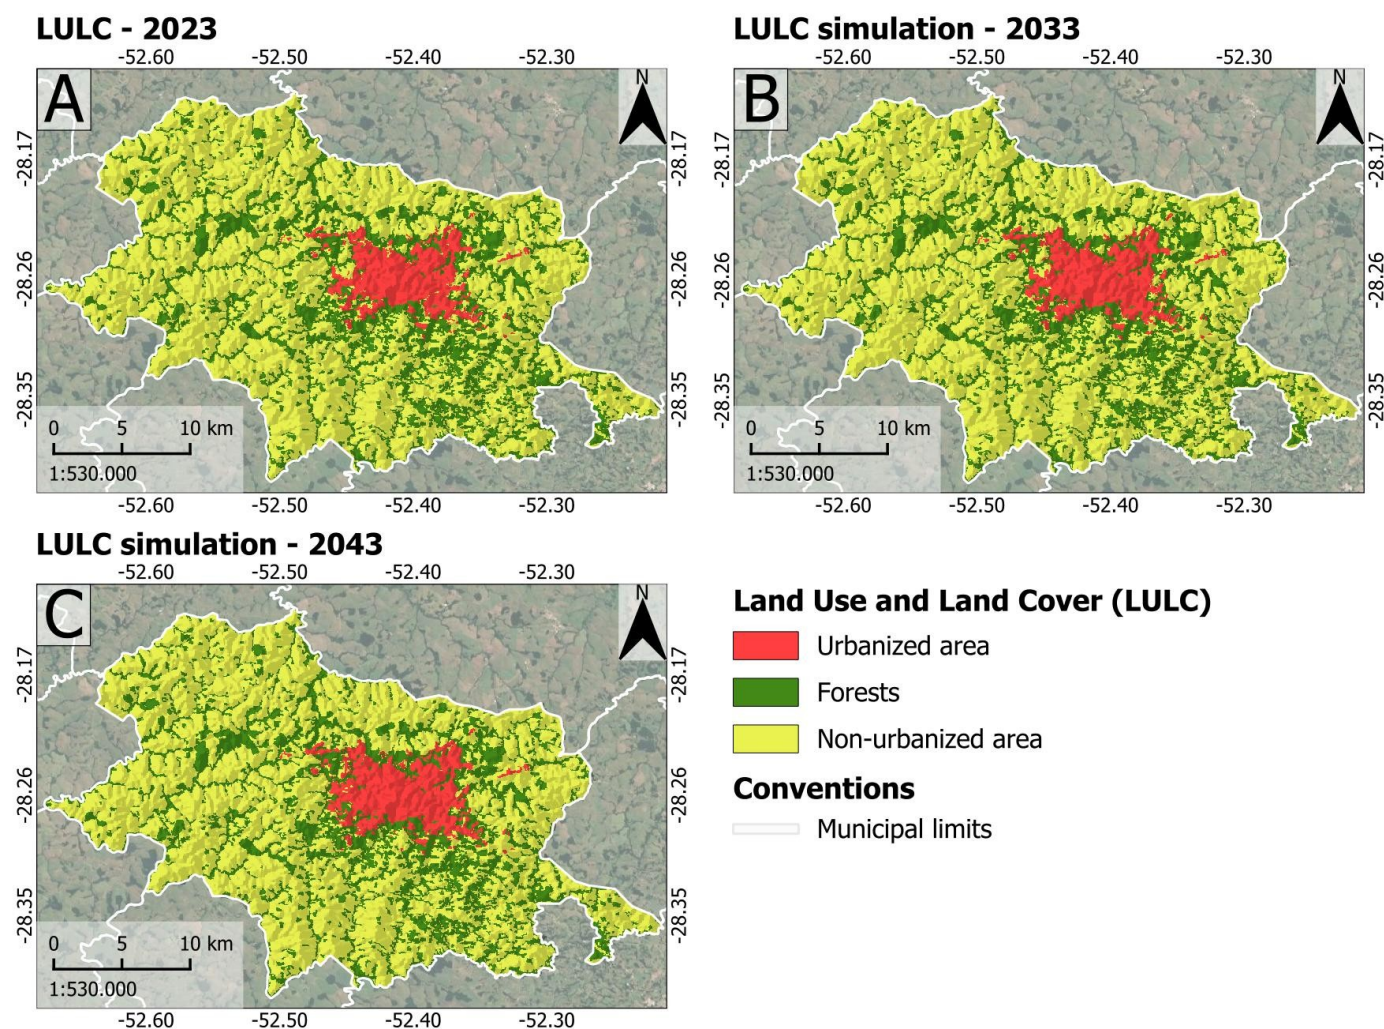 LULC - 2023
-52.60 -52.50 -52.40 -52.30
A
N
-28.17
-28.26
-28.35
0 5 10 km
1:530.000
-52.60 -52.50 -52.40 -52.30
LULC simulation - 2033
-52.60 -52.50 -52.40 -52.30
B
N
-28.17 -28.17
-28.26 -28.26
-28.35 -28.35
0 5 10 km
1:530.000
-52.60 -52.50 -52.40 -52.30
LULC simulation - 2043
-52.60 -52.50 -52.40 -52.30
C
N
-28.17 -28.17
-28.26 -28.26
-28.35 -28.35
0 5 10 km
1:530.000
-52.60 -52.50 -52.40 -52.30
Land Use and Land Cover (LULC)
Urbanized area
Forests
Non-urbanized area
Conventions
Municipal limits